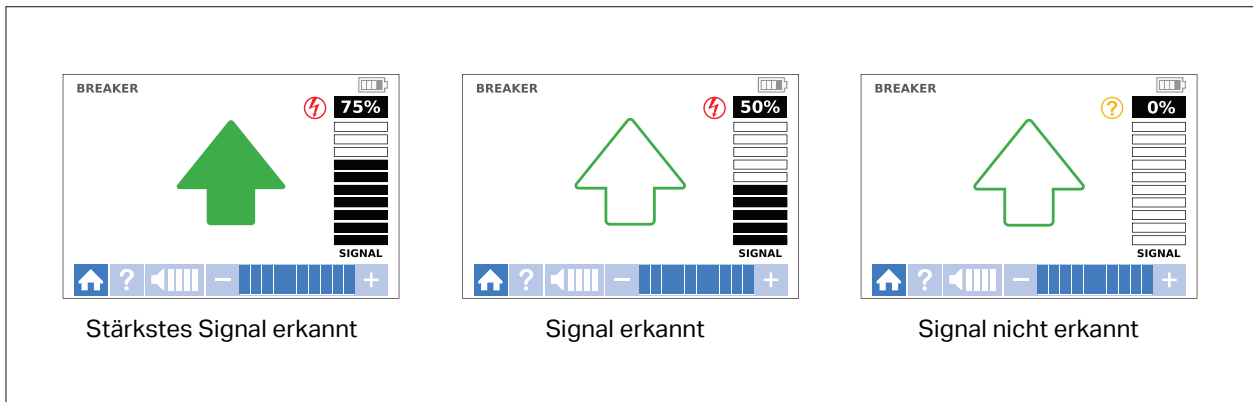 BREAKER
75%
SIGNAL
?
Stärkstes Signal erkannt
BREAKER
50%
SIGNAL
?
Signal erkannt
BREAKER
?
0%
SIGNAL
?
Signal nicht erkannt